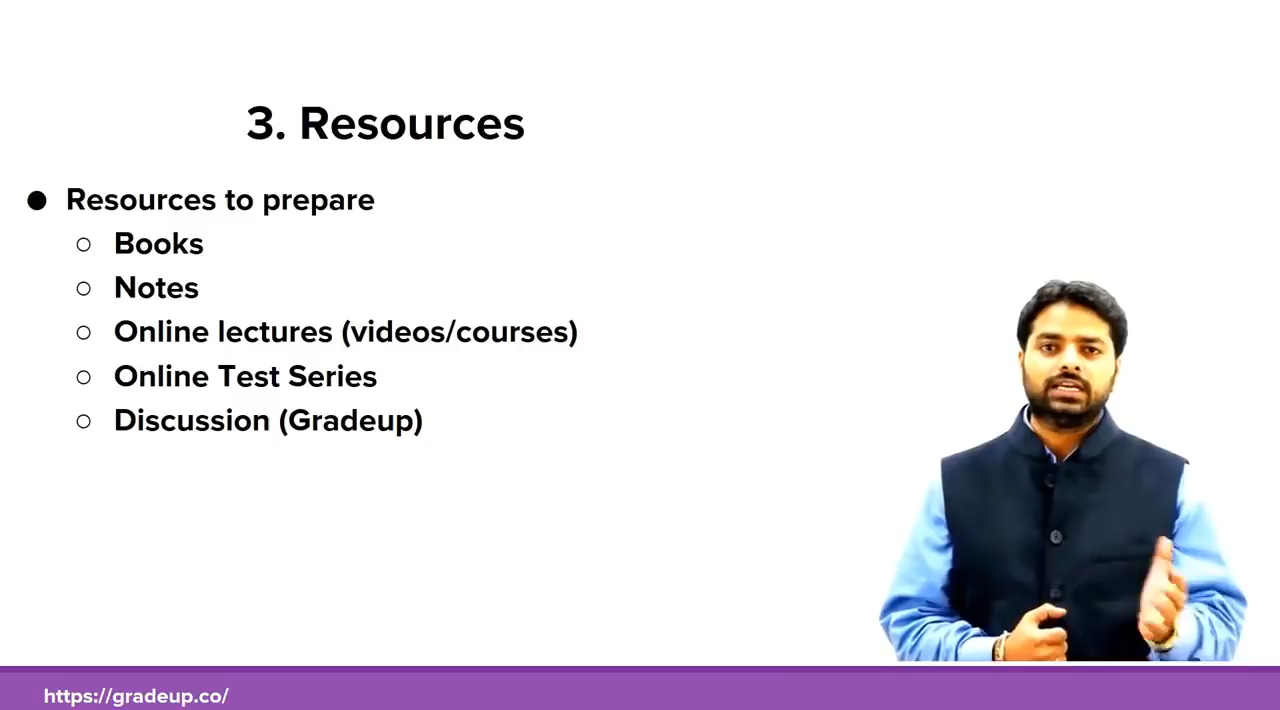 3. Resources
● Resources to prepare
○ Books
○ Notes
○ Online lectures (videos/courses)
○ Online Test Series
○ Discussion (Gradeup)
https://gradeup.co/